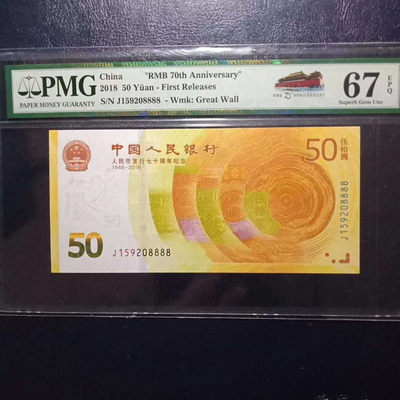 PMG
PAPER MONEY GUARANTY
China "RMB 70th Anniversary"
2018 50 Yüan - First Releases
S/N J159208888 - Wmk: Great Wall
67 EPQ
Superb Gem Unc
中国人民银行
人民币发行七十周年纪念
1948-2018
50 伍拾圆
J159208888
50
50
J159208888